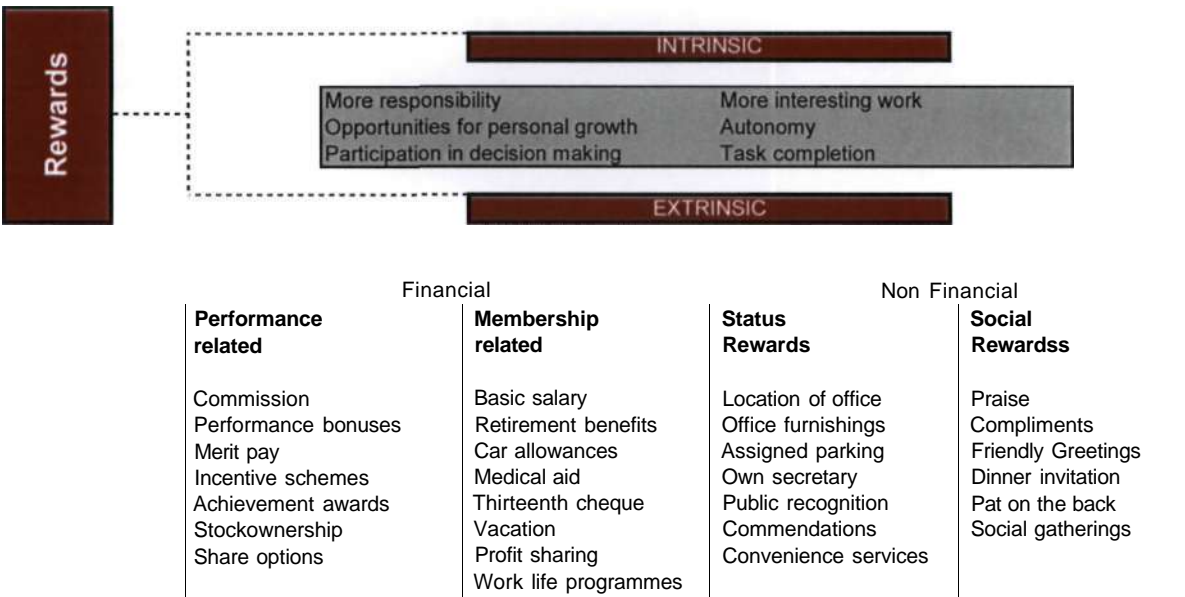 Rewards
INTRINSIC
More responsibility
Opportunities for personal growth
Participation in decision making
More interesting work
Autonomy
Task completion
EXTRINSIC
Financial
Non Financial
Performance
related
Commission
Performance bonuses
Merit pay
Incentive schemes
Achievement awards
Stockownership
Share options
Membership
related
Basic salary
Retirement benefits
Car allowances
Medical aid
Thirteenth cheque
Vacation
Profit sharing
Work life programmes
Status
Rewards
Location of office
Office furnishings
Assigned parking
Own secretary
Public recognition
Commendations
Convenience services
Social
Rewardss
Praise
Compliments
Friendly Greetings
Dinner invitation
Pat on the back
Social gatherings